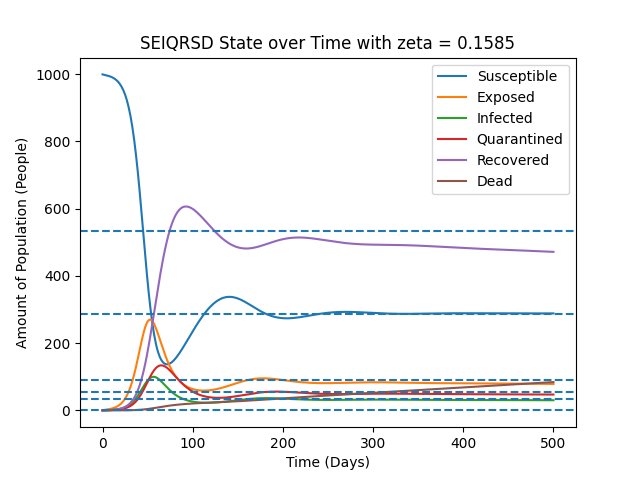 SEIQRSD State over Time with zeta = 0.1585
Amount of Population (People)
1000
800
600
400
200
0
Susceptible
Exposed
Infected
Quarantined
Recovered
Dead
0 100 200 300 400 500
Time (Days)